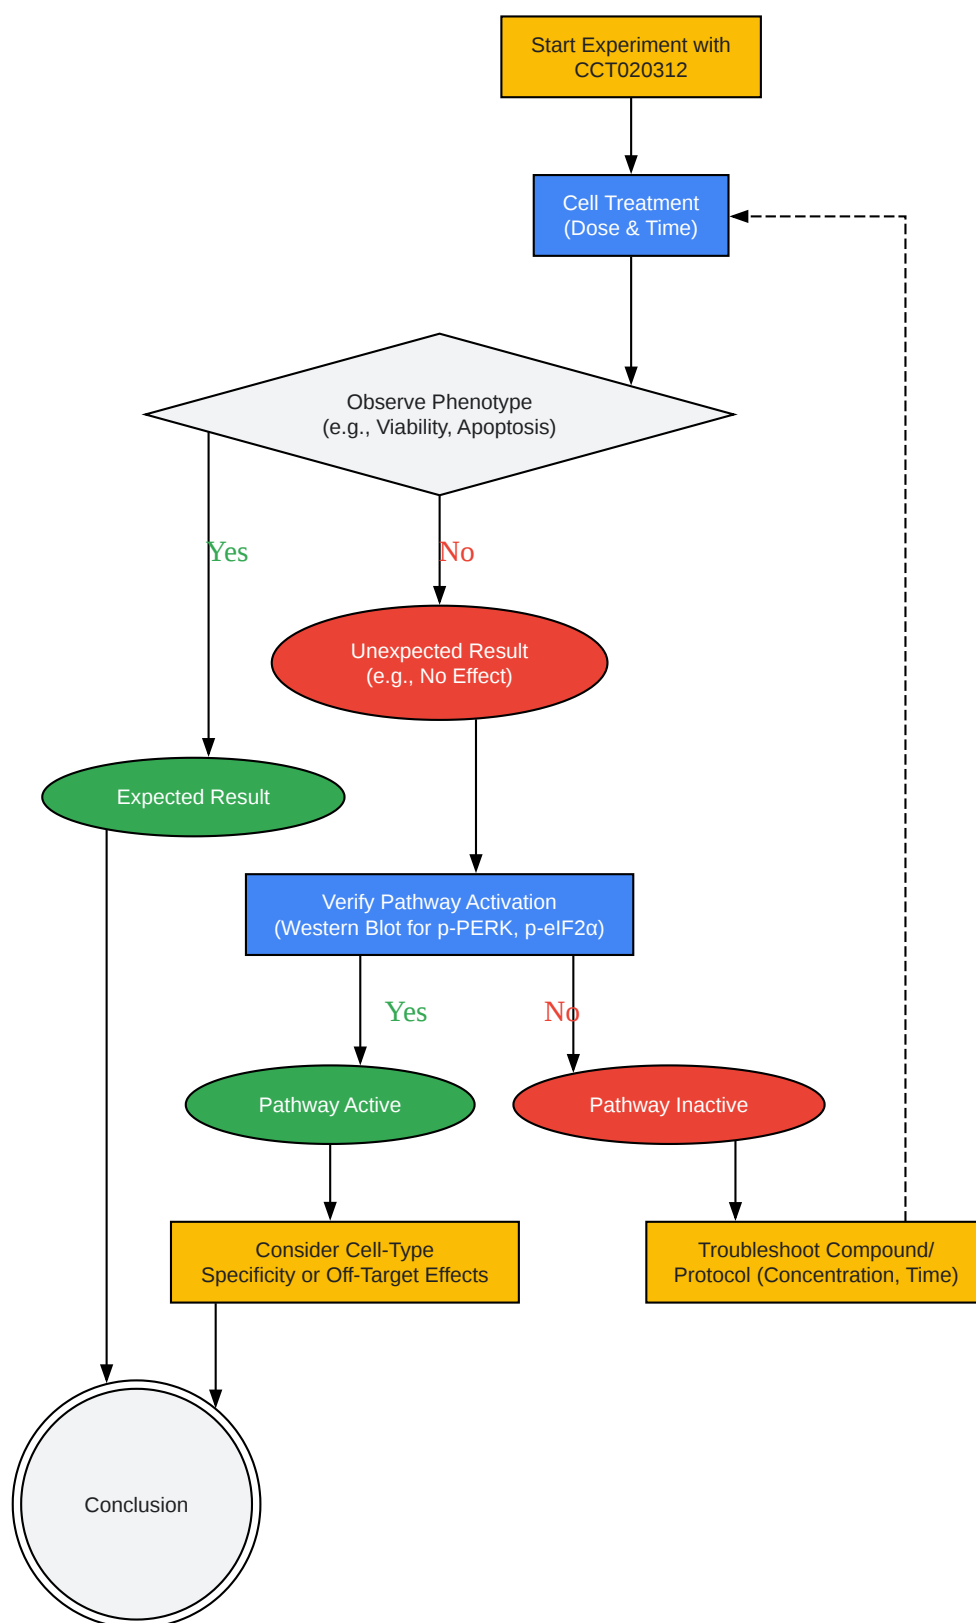 Start Experiment with
CCT020312
Cell Treatment
(Dose & Time)
Observe Phenotype
(e.g., Viability, Apoptosis)
Yes
No
Unexpected Result
(e.g., No Effect)
Expected Result
Verify Pathway Activation
(Western Blot for p-PERK, p-eIF2α)
Yes
No
Pathway Active
Pathway Inactive
Consider Cell-Type
Specificity or Off-Target Effects
Troubleshoot Compound/
Protocol (Concentration, Time)
Conclusion